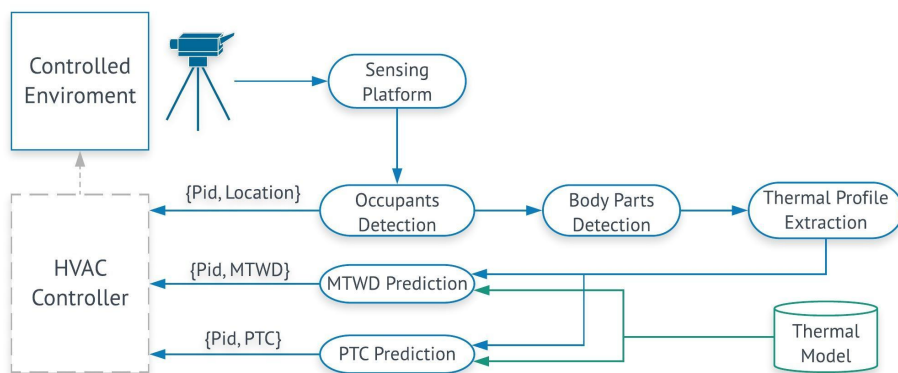 Controlled
Enviroment
Sensing
Platform
{Pid, Location}
Occupants
Detection
Body Parts
Detection
Thermal Profile
Extraction
HVAC
Controller
{Pid, MTWD}
MTWD Prediction
{Pid, PTC}
PTC Prediction
Thermal
Model